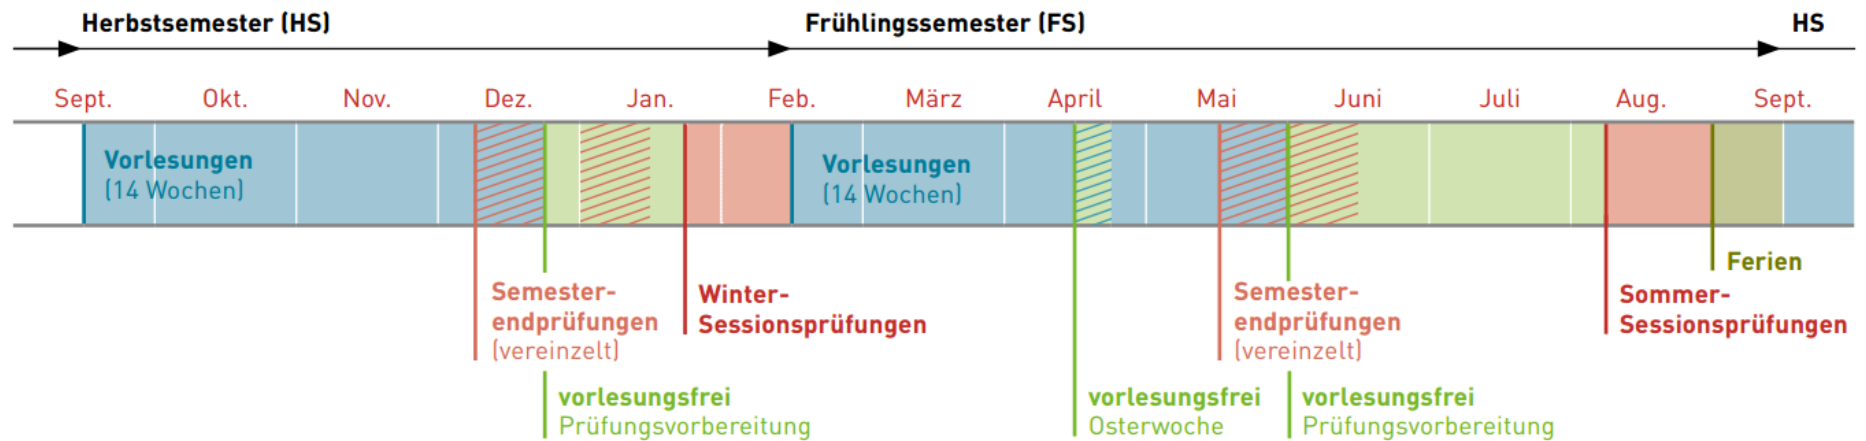 Herbstsemester (HS) Frühlingssemester (FS) HS
Sept. Okt. Nov. Dez. Jan. Feb. März April Mai Juni Juli Aug. Sept.
Vorlesungen
(14 Wochen)
Vorlesungen
(14 Wochen)
Semester-
endprüfungen
(vereinzelt)
Winter-
Sessionsprüfungen
vorlesungsfrei
Prüfungsvorbereitung
vorlesungsfrei
Osterwoche
Semester-
endprüfungen
(vereinzelt)
vorlesungsfrei
Prüfungsvorbereitung
Sommer-
Sessionsprüfungen
Ferien